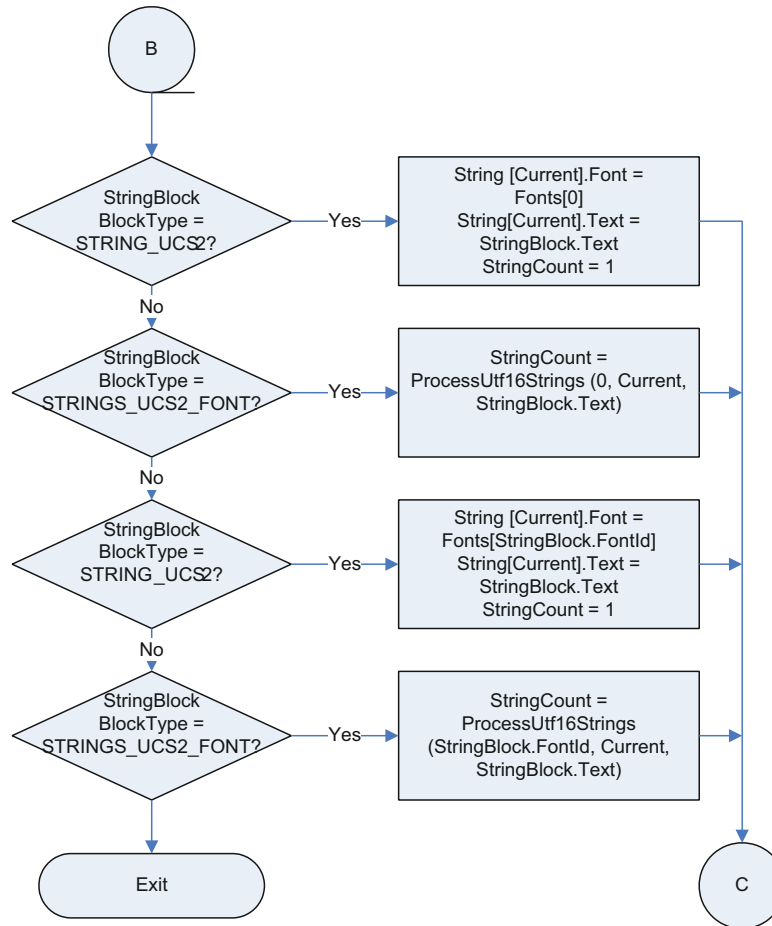 B
StringBlock
BlockType =
STRING_UCS2?
Yes
String [Current].Font =
Fonts[0]
String[Current].Text =
StringBlock.Text
StringCount = 1
No
StringBlock
BlockType =
STRINGS_UCS2_FONT?
Yes
StringCount =
ProcessUtf16Strings (0, Current,
StringBlock.Text)
No
StringBlock
BlockType =
STRING_UCS2?
Yes
String [Current].Font =
Fonts[StringBlock.FontId]
String[Current].Text =
StringBlock.Text
StringCount = 1
No
StringBlock
BlockType =
STRINGS_UCS2_FONT?
Yes
StringCount =
ProcessUtf16Strings
(StringBlock.FontId, Current,
StringBlock.Text)
Exit
C